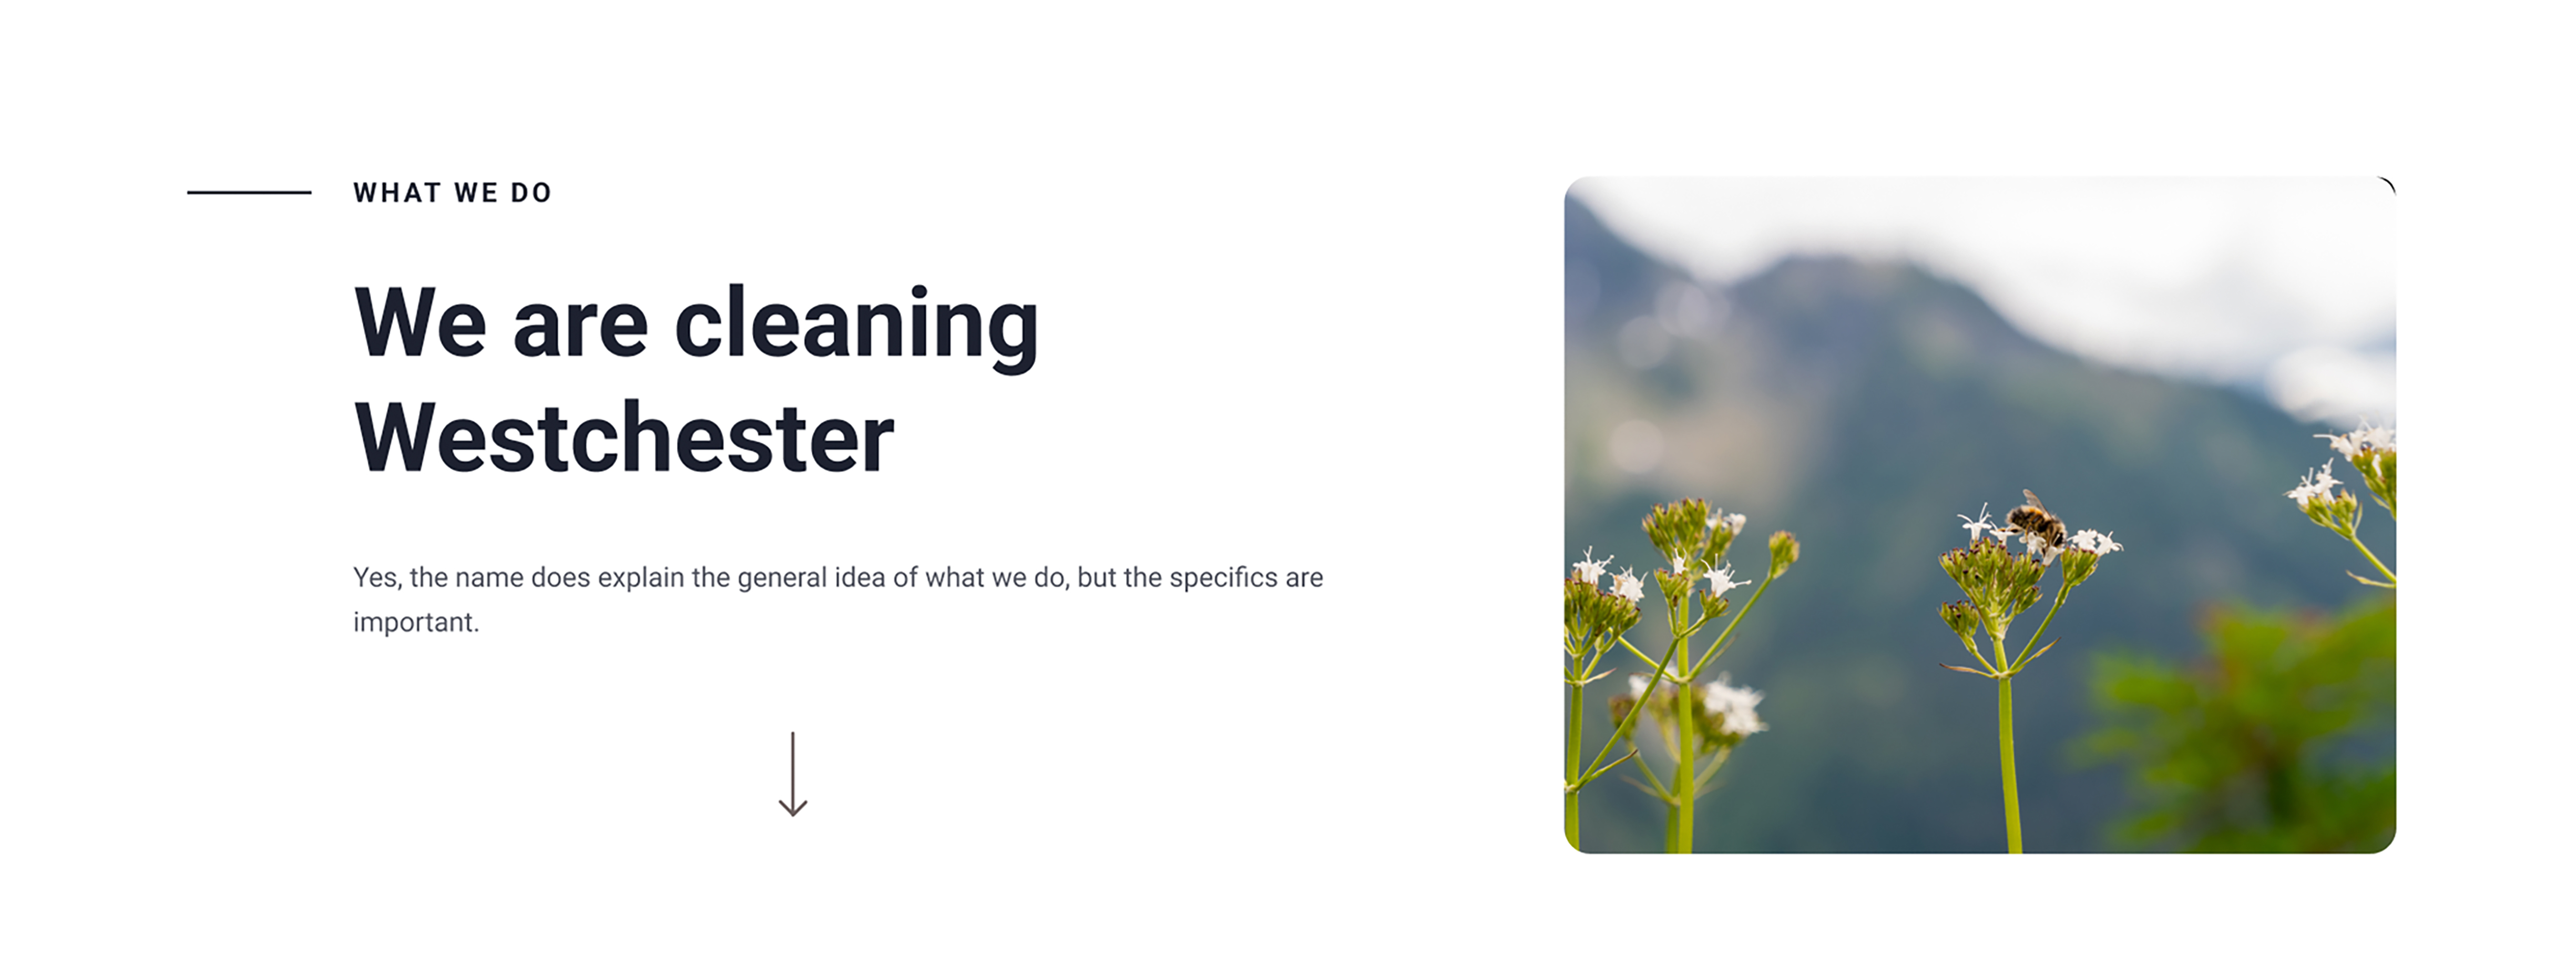 WHAT WE DO
We are cleaning
Westchester
Yes, the name does explain the general idea of what we do, but the specifics are
important.